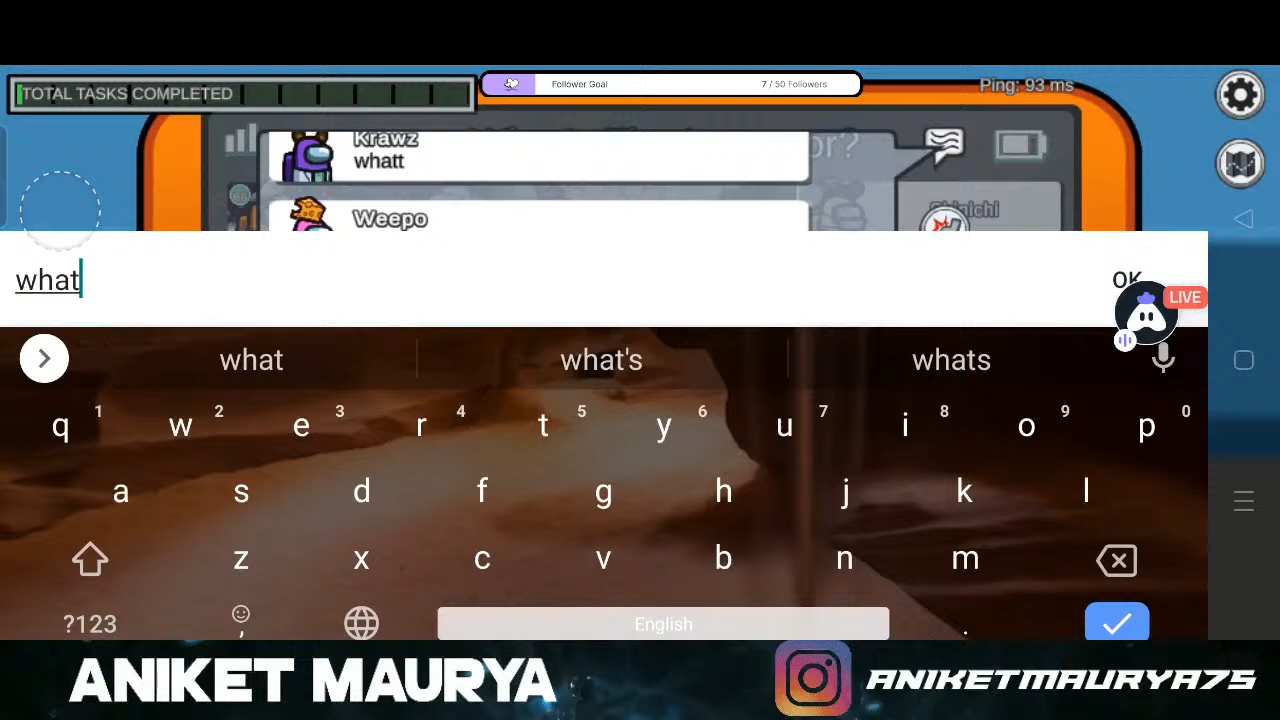 TOTAL TASKS COMPLETED
Follower Goal
7 / 50 Followers
Ping: 93 ms
Krawz
whatt
or?
Weepo
what
OK
LIVE
what
what's
whats
q 1 w 2 e 3 r 4 t 5 y 6 u 7 i 8 o 9 p 0
a s d f g h j k l
z x c v b n m
?123 , English .
ANIKET MAURYA
ANIKETMAURYA75